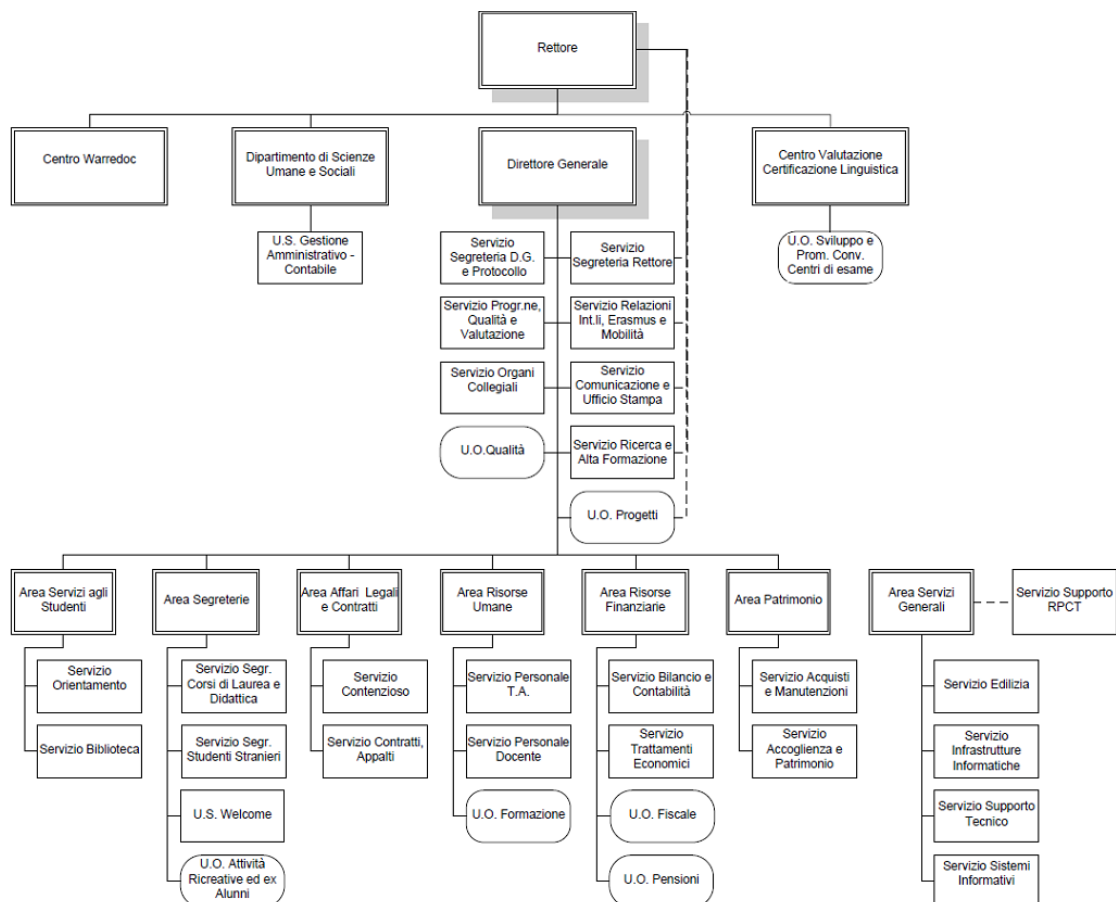 Rettore
Centro Warredoc
Dipartimento di Scienze
Umane e Sociali
Direttore Generale
Centro Valutazione
Certificazione Linguistica
U.S. Gestione
Amministrativo -
Contabile
U.O. Sviluppo e
Prom. Conv.
Centri di esame
Servizio
Segreteria D.G.
e Protocollo
Servizio
Segreteria Rettore
Servizio Progr.ne,
Qualità e
Valutazione
Servizio Relazioni
Int.li, Erasmus e
Mobilità
Servizio Organi
Collegiali
Servizio
Comunicazione e
Ufficio Stampa
U.O.Qualità
Servizio Ricerca e
Alta Formazione
U.O. Progetti
Area Servizi agli
Studenti
Area Segreterie
Area Affari Legali
e Contratti
Area Risorse
Umane
Area Risorse
Finanziarie
Area Patrimonio
Area Servizi
Generali
Servizio Supporto
RPCT
Servizio
Orientamento
Servizio Biblioteca
Servizio Segr.
Corsi di Laurea e
Didattica
Servizio Segr.
Studenti Stranieri
U.S. Welcome
U.O. Attività
Ricreative ed ex
Alunni
Servizio
Contenzioso
Servizio Contratti,
Appalti
Servizio Personale
T.A.
Servizio Personale
Docente
U.O. Formazione
Servizio Bilancio e
Contabilità
Servizio
Trattamenti
Economici
U.O. Fiscale
U.O. Pensioni
Servizio Acquisti
e Manutenzioni
Servizio
Accoglienza e
Patrimonio
Servizio Edilizia
Servizio
Infrastrutture
Informatiche
Servizio Supporto
Tecnico
Servizio Sistemi
Informativi